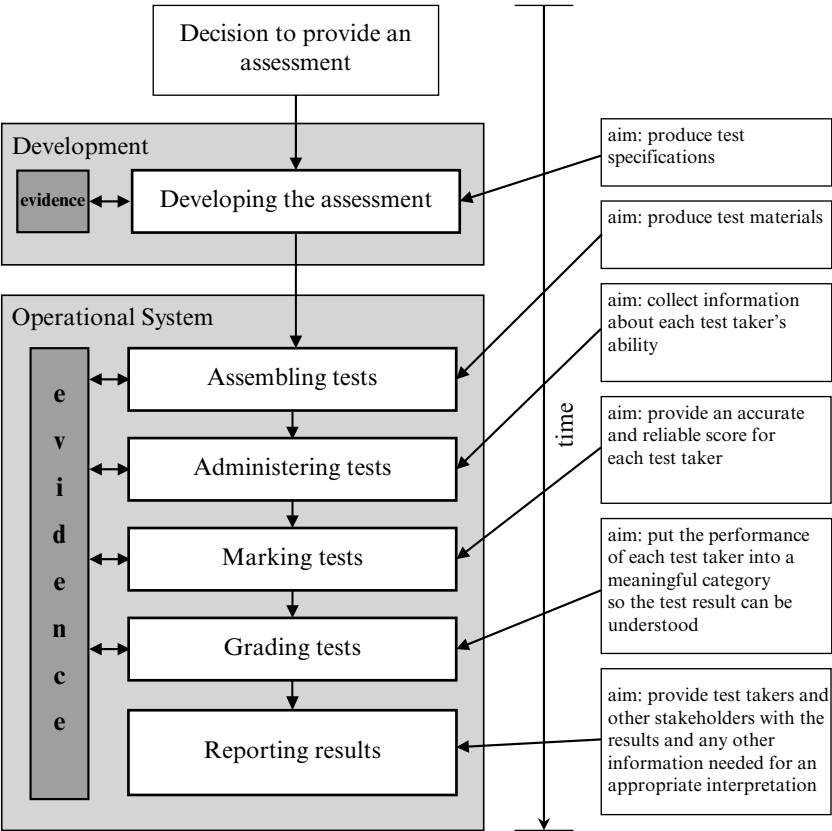 Decision to provide an
assessment
Development
evidence
Developing the assessment
aim: produce test
specifications
aim: produce test materials
Operational System
e
v
i
d
e
n
c
e
Assembling tests
Administering tests
Marking tests
Grading tests
Reporting results
time
aim: collect information
about each test taker’s
ability
aim: provide an accurate
and reliable score for
each test taker
aim: put the performance
of each test taker into a
meaningful category
so the test result can be
understood
aim: provide test takers and
other stakeholders with the
results and any other
information needed for an
appropriate interpretation